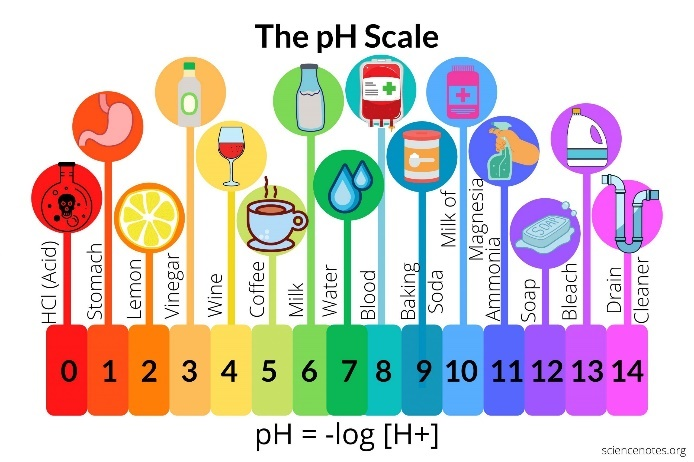 The pH Scale
HCl (Acid)
Stomach
Lemon
Vinegar
Wine
Coffee
Milk
Water
Blood
Baking
Soda
Milk of
Magnesia
Ammonia
Soap
Bleach
Drain
Cleaner
SOAP
0 1 2 3 4 5 6 7 8 9 10 11 12 13 14
pH = -log [H+]
sciencenotes.org